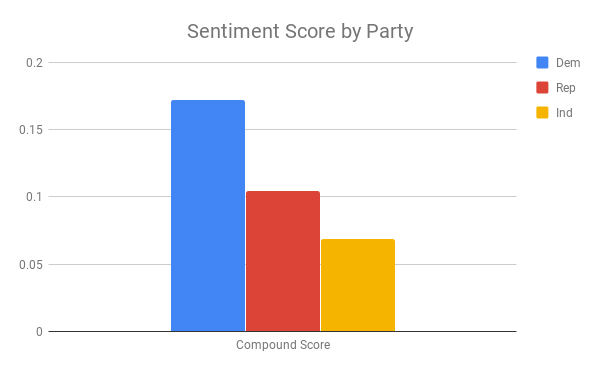 Sentiment Score by Party
0.2
0.15
0.1
0.05
0
Compound Score
Dem
Rep
Ind